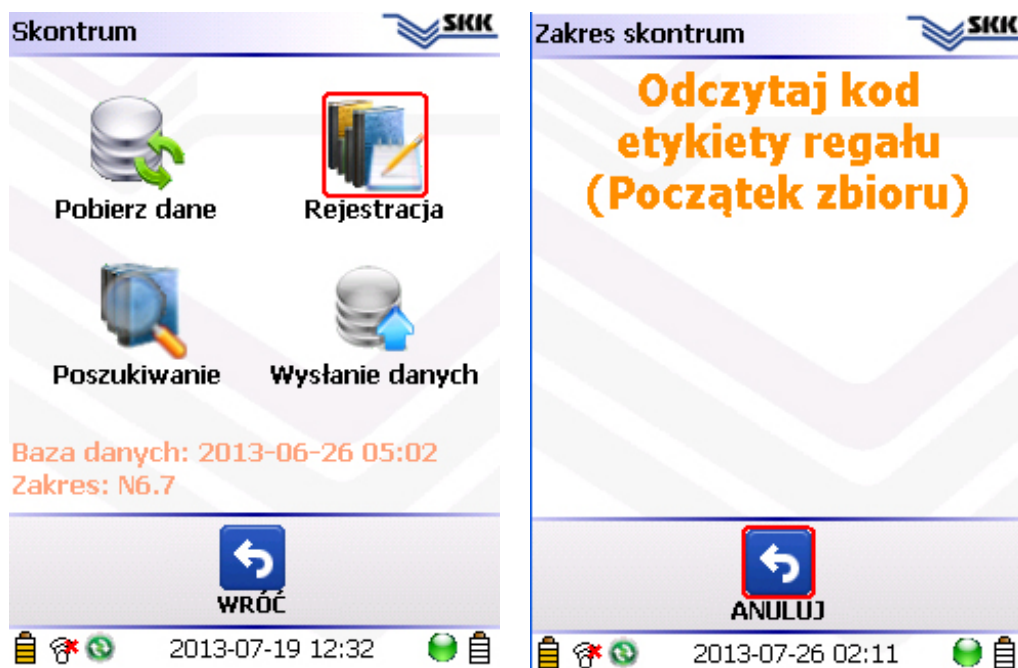 Skontrum
SKK
Pobierz dane
Rejestracja
Poszukiwanie
Wysłanie danych
Baza danych: 2013-06-26 05:02
Zakres: N6.7
WRÓĆ
2013-07-19 12:32
Zakres skontrum
SKK
Odczytaj kod
etykiety regału
(Początek zbioru)
ANULUJ
2013-07-26 02:11